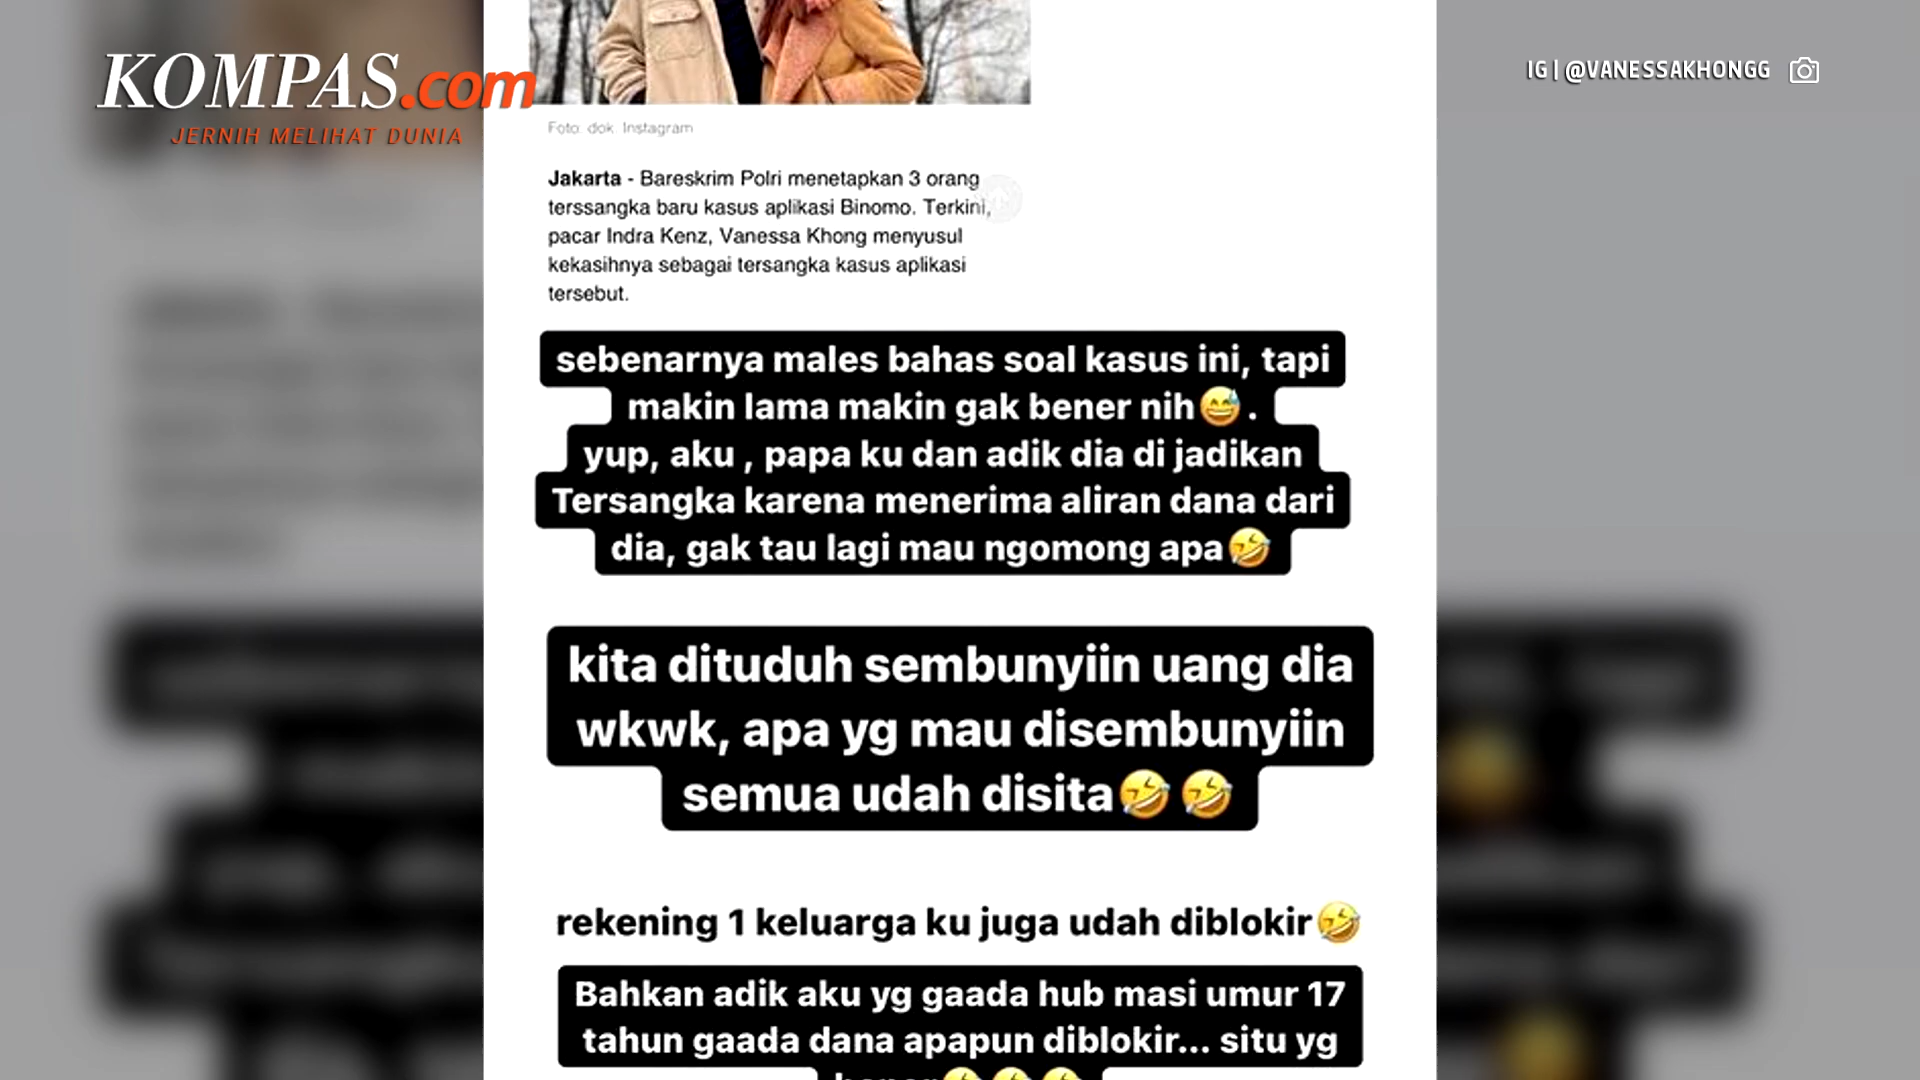 KOMPAS.com
JERNIH MELIHAT DUNIA
IG | @VANESSAKHONGG
Foto: dok. Instagram
Jakarta - Bareskrim Polri menetapkan 3 orang
terssangka baru kasus aplikasi Binomo. Terkini,
pacar Indra Kenz, Vanessa Khong menyusul
kekasihnya sebagai tersangka kasus aplikasi
tersebut.
sebenarnya males bahas soal kasus ini, tapi
makin lama makin gak bener nih😅 .
yup, aku , papa ku dan adik dia di jadikan
Tersangka karena menerima aliran dana dari
dia, gak tau lagi mau ngomong apa🤣
kita dituduh sembunyiin uang dia
wkwk, apa yg mau disembunyiin
semua udah disita🤣 🤣
rekening 1 keluarga ku juga udah diblokir🤣
Bahkan adik aku yg gaada hub masi umur 17
tahun gaada dana apapun diblokir... situ yg